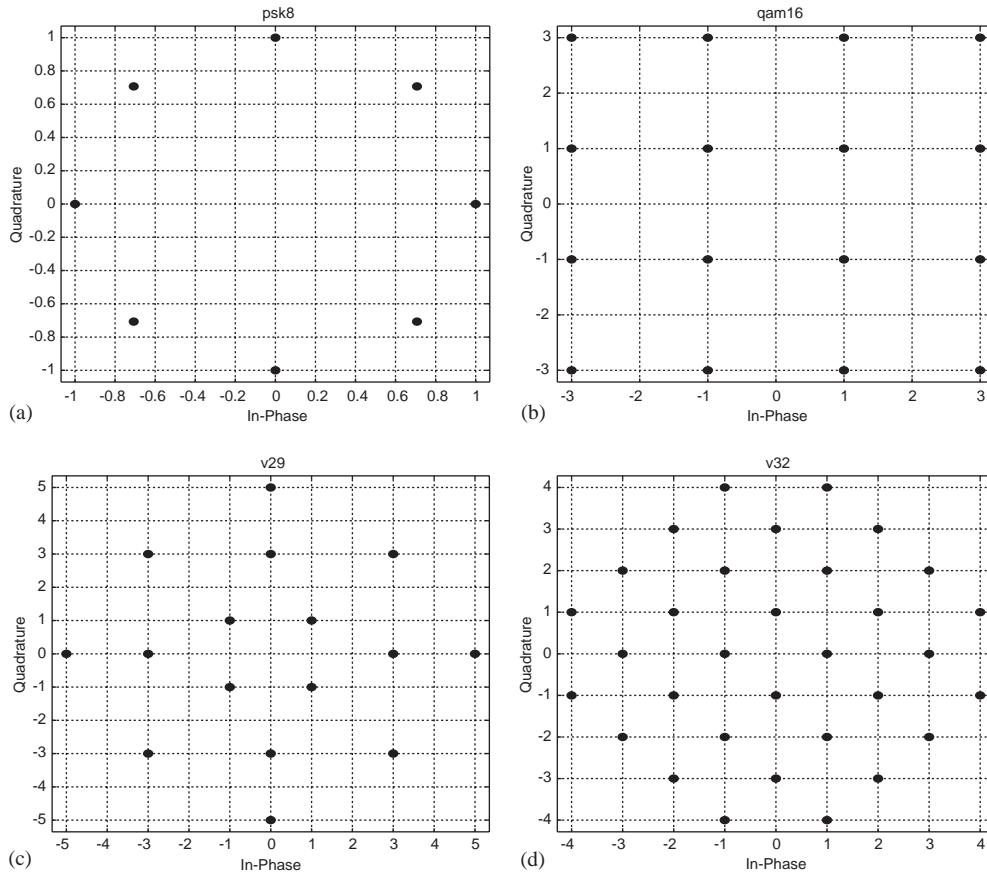 psk8
1
0.8
0.6
0.4
0.2
0
-0.2
-0.4
-0.6
-0.8
-1
Quadrature
-1 -0.8 -0.6 -0.4 -0.2 0 0.2 0.4 0.6 0.8 1
In-Phase
(a)
qam16
3
2
1
0
-1
-2
-3
Quadrature
-3 -2 -1 0 1 2 3
In-Phase
(b)
v29
5
4
3
2
1
0
-1
-2
-3
-4
-5
Quadrature
-5 -4 -3 -2 -1 0 1 2 3 4 5
In-Phase
(c)
v32
4
3
2
1
0
-1
-2
-3
-4
Quadrature
-4 -3 -2 -1 0 1 2 3 4
In-Phase
(d)